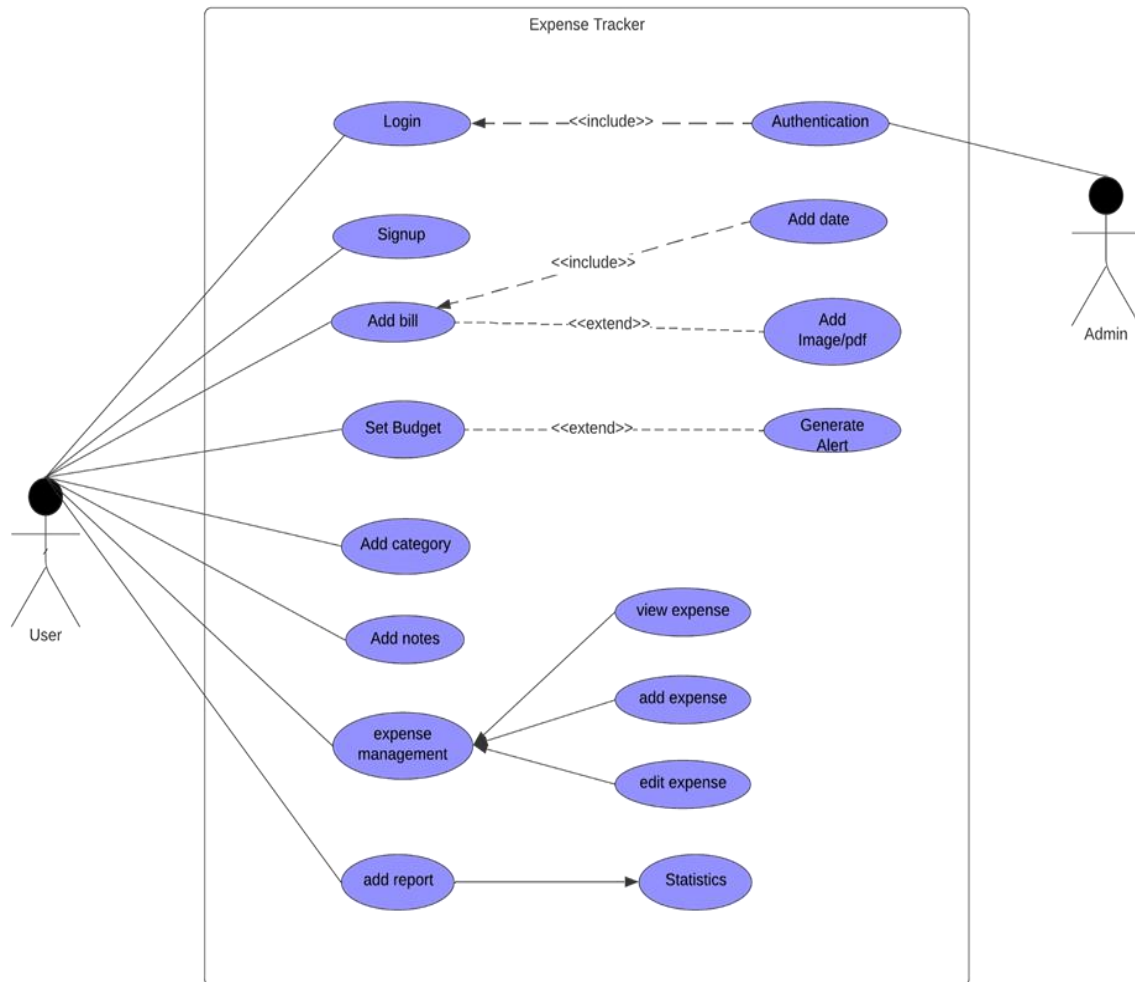 Expense Tracker
Login
<<include>>
Authentication
Signup
Add date
<<include>>
Add bill
<<extend>>
Add
Image/pdf
Admin
Set Budget
<<extend>>
Generate
Alert
Add category
User
Add notes
view expense
add expense
expense
management
edit expense
add report
Statistics